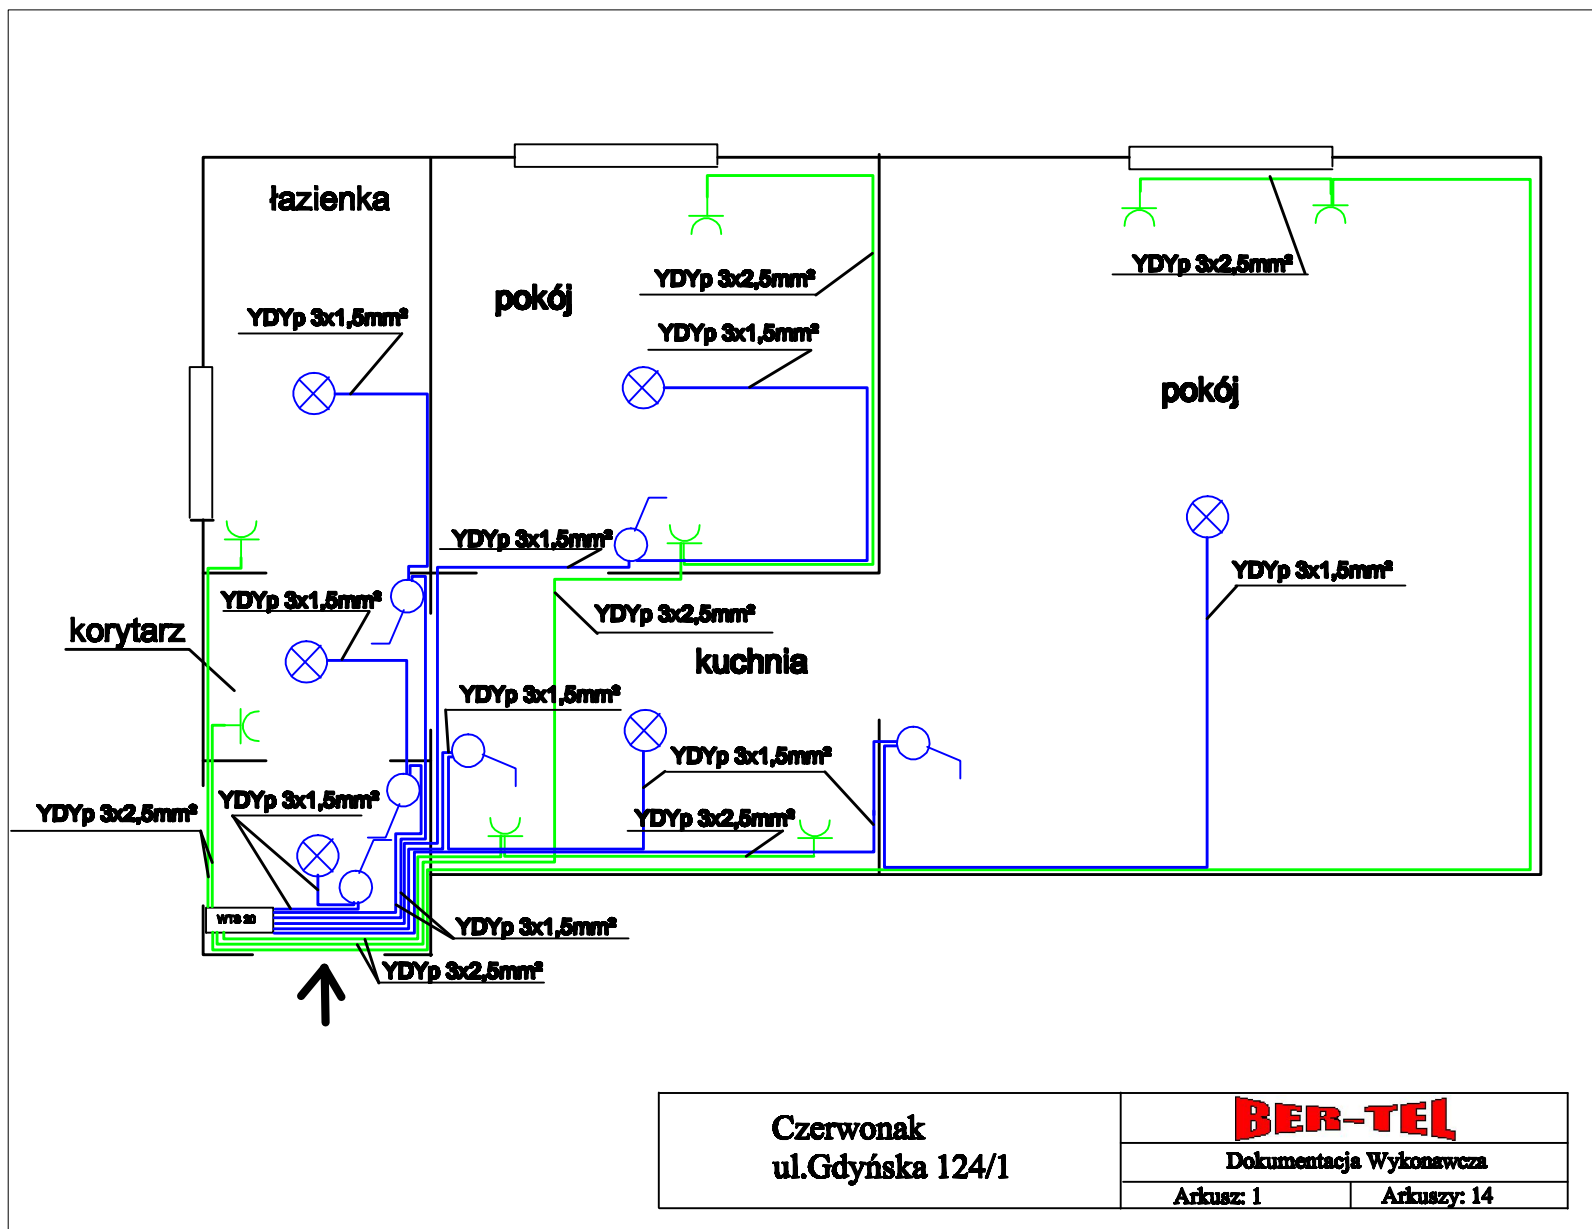 łazienka
YDYp 3x2,5mm²
YDYp 3x2,5mm²
pokój
YDYp 3x1,5mm²
YDYp 3x1,5mm²
pokój
YDYp 3x1,5mm²
YDYp 3x1,5mm²
YDYp 3x1,5mm²
YDYp 3x2,5mm²
korytarz
kuchnia
YDYp 3x1,5mm²
YDYp 3x1,5mm²
YDYp 3x2,5mm²
YDYp 3x1,5mm²
YDYp 3x2,5mm²
WTS 20
YDYp 3x1,5mm²
YDYp 3x2,5mm²
Czerwonak
ul.Gdyńska 124/1
BER-TEL
Dokumentacja Wykonawcza
Arkusz: 1
Arkuszy: 14